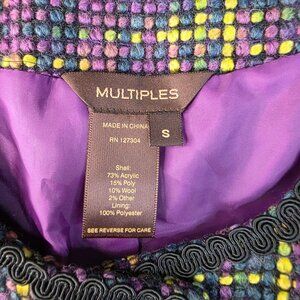 MULTIPLES
S
MADE IN CHINA
RN 127304
Shell:
73% Acrylic
15% Poly
10% Wool
2% Other
Lining:
100% Polyester
SEE REVERSE FOR CARE